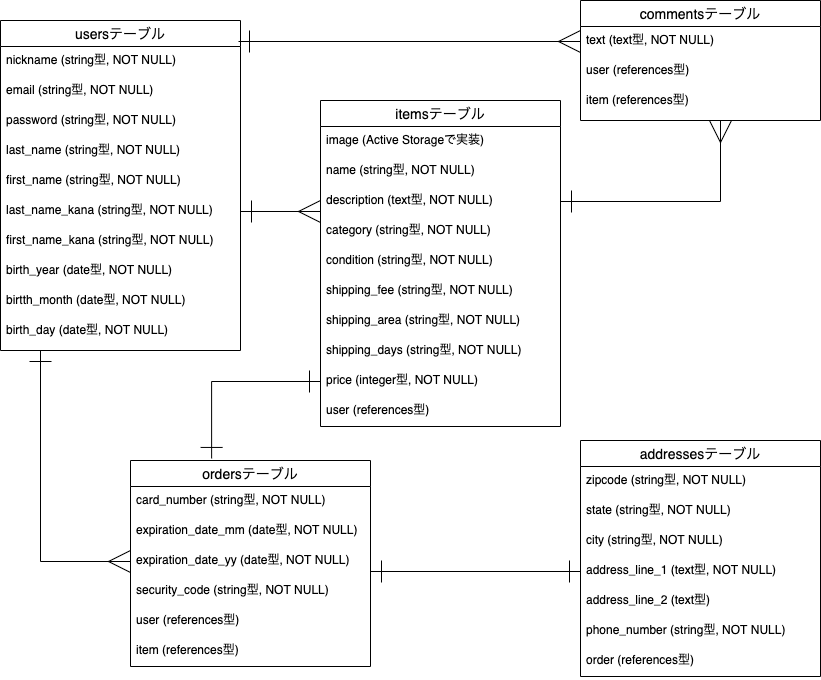 usersテーブル
nickname (string型, NOT NULL)
email (string型, NOT NULL)
password (string型, NOT NULL)
last_name (string型, NOT NULL)
first_name (string型, NOT NULL)
last_name_kana (string型, NOT NULL)
first_name_kana (string型, NOT NULL)
birth_year (date型, NOT NULL)
birtth_month (date型, NOT NULL)
birth_day (date型, NOT NULL)
commentsテーブル
text (text型, NOT NULL)
user (references型)
item (references型)
itemsテーブル
image (Active Storageで実装)
name (string型, NOT NULL)
description (text型, NOT NULL)
category (string型, NOT NULL)
condition (string型, NOT NULL)
shipping_fee (string型, NOT NULL)
shipping_area (string型, NOT NULL)
shipping_days (string型, NOT NULL)
price (integer型, NOT NULL)
user (references型)
ordersテーブル
card_number (string型, NOT NULL)
expiration_date_mm (date型, NOT NULL)
expiration_date_yy (date型, NOT NULL)
security_code (string型, NOT NULL)
user (references型)
item (references型)
addressesテーブル
zipcode (string型, NOT NULL)
state (string型, NOT NULL)
city (string型, NOT NULL)
address_line_1 (text型, NOT NULL)
address_line_2 (text型)
phone_number (string型, NOT NULL)
order (references型)